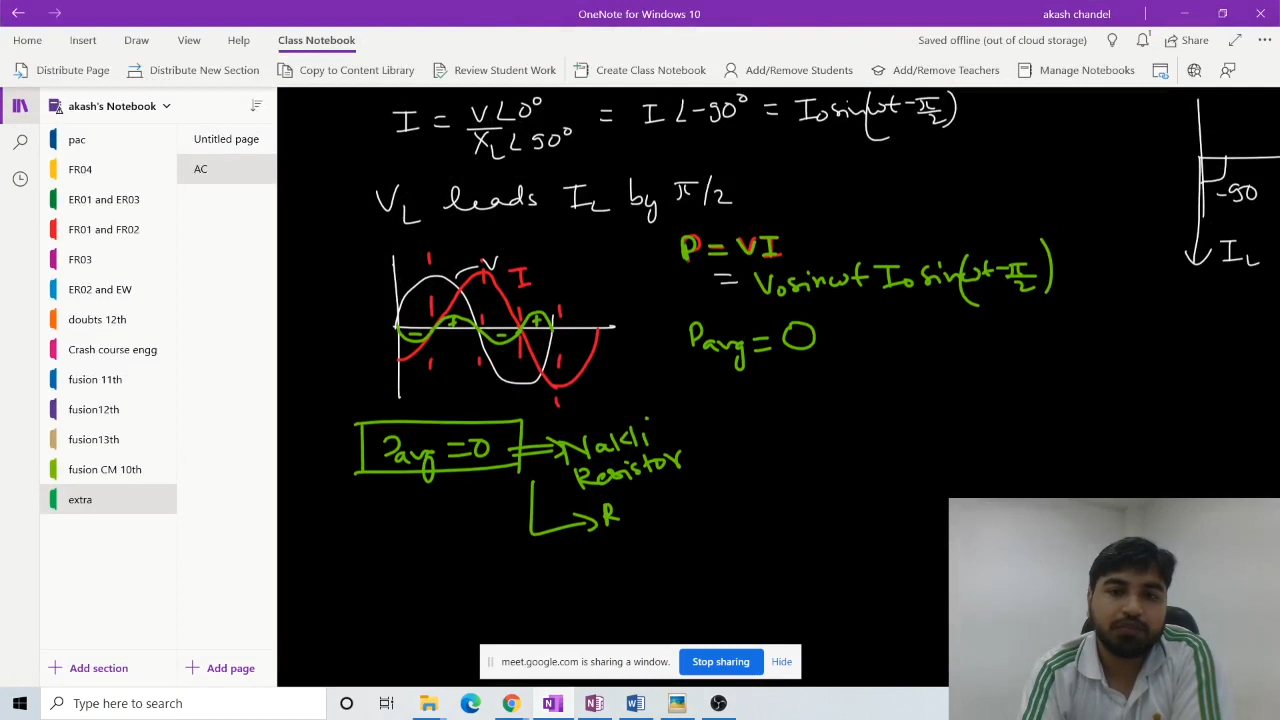 OneNote for Windows 10
akash chandel
Home Insert Draw View Help Class Notebook
Saved offline (out of cloud storage)
1
Share
Distribute Page
Distribute New Section
Copy to Content Library
Review Student Work
Create Class Notebook
Add/Remove Students
Add/Remove Teachers
Manage Notebooks
akash's Notebook
pac
FR04
ER01 and ER03
FR01 and FR02
FR03
ER02 and EW
doubts 12th
Crash course engg
fusion 11th
fusion12th
fusion13th
fusion CM 10th
extra
Add section
Untitled page
AC
Add page
I = V∠0° / X_L∠90° = I∠-90° = I₀sin(ωt-π/2)
V_L leads I_L by π/2
-90
I_L
V
I
- + - +
P = VI
= V₀sinωt I₀sin(ωt-π/2)
Pavg = 0
Pavg = 0 ⇒ Nakli
Resistor
→ R
meet.google.com is sharing a window.
Stop sharing
Hide
Type here to search